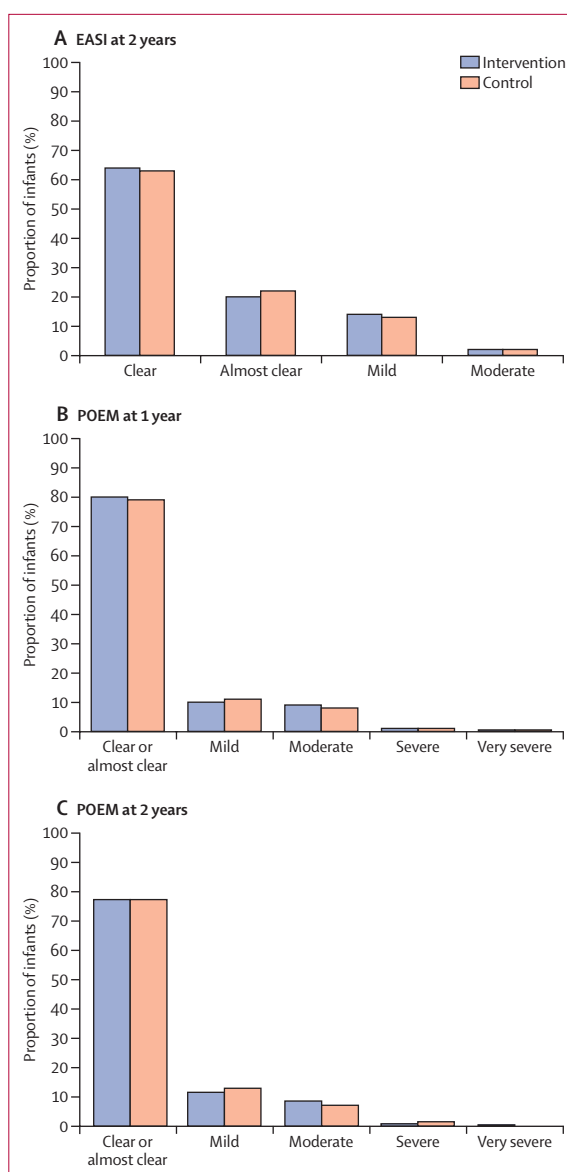 A EASI at 2 years
Intervention
Control
Proportion of infants (%)
100
90
80
70
60
50
40
30
20
10
0
Clear
Almost clear
Mild
Moderate
B POEM at 1 year
Proportion of infants (%)
100
90
80
70
60
50
40
30
20
10
0
Clear or
almost clear
Mild
Moderate
Severe
Very severe
C POEM at 2 years
Proportion of infants (%)
100
90
80
70
60
50
40
30
20
10
0
Clear or
almost clear
Mild
Moderate
Severe
Very severe